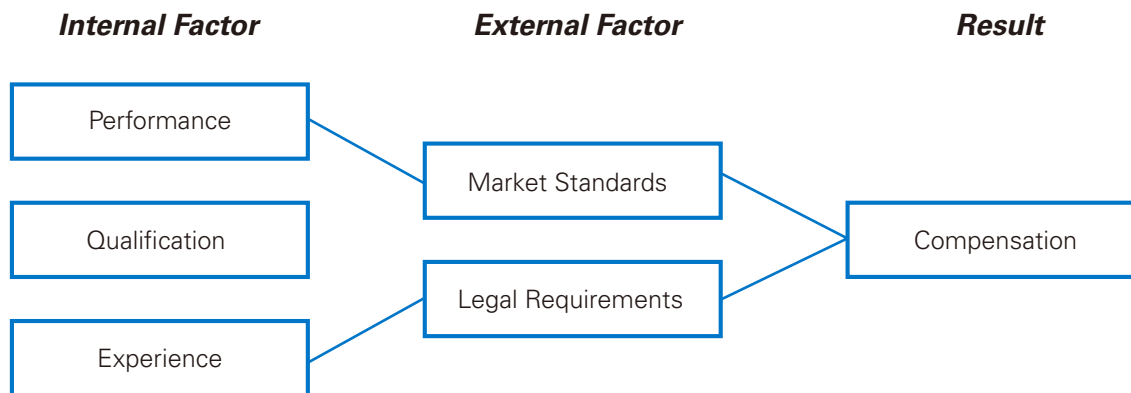 Internal Factor
External Factor
Result
Performance
Market Standards
Qualification
Compensation
Legal Requirements
Experience